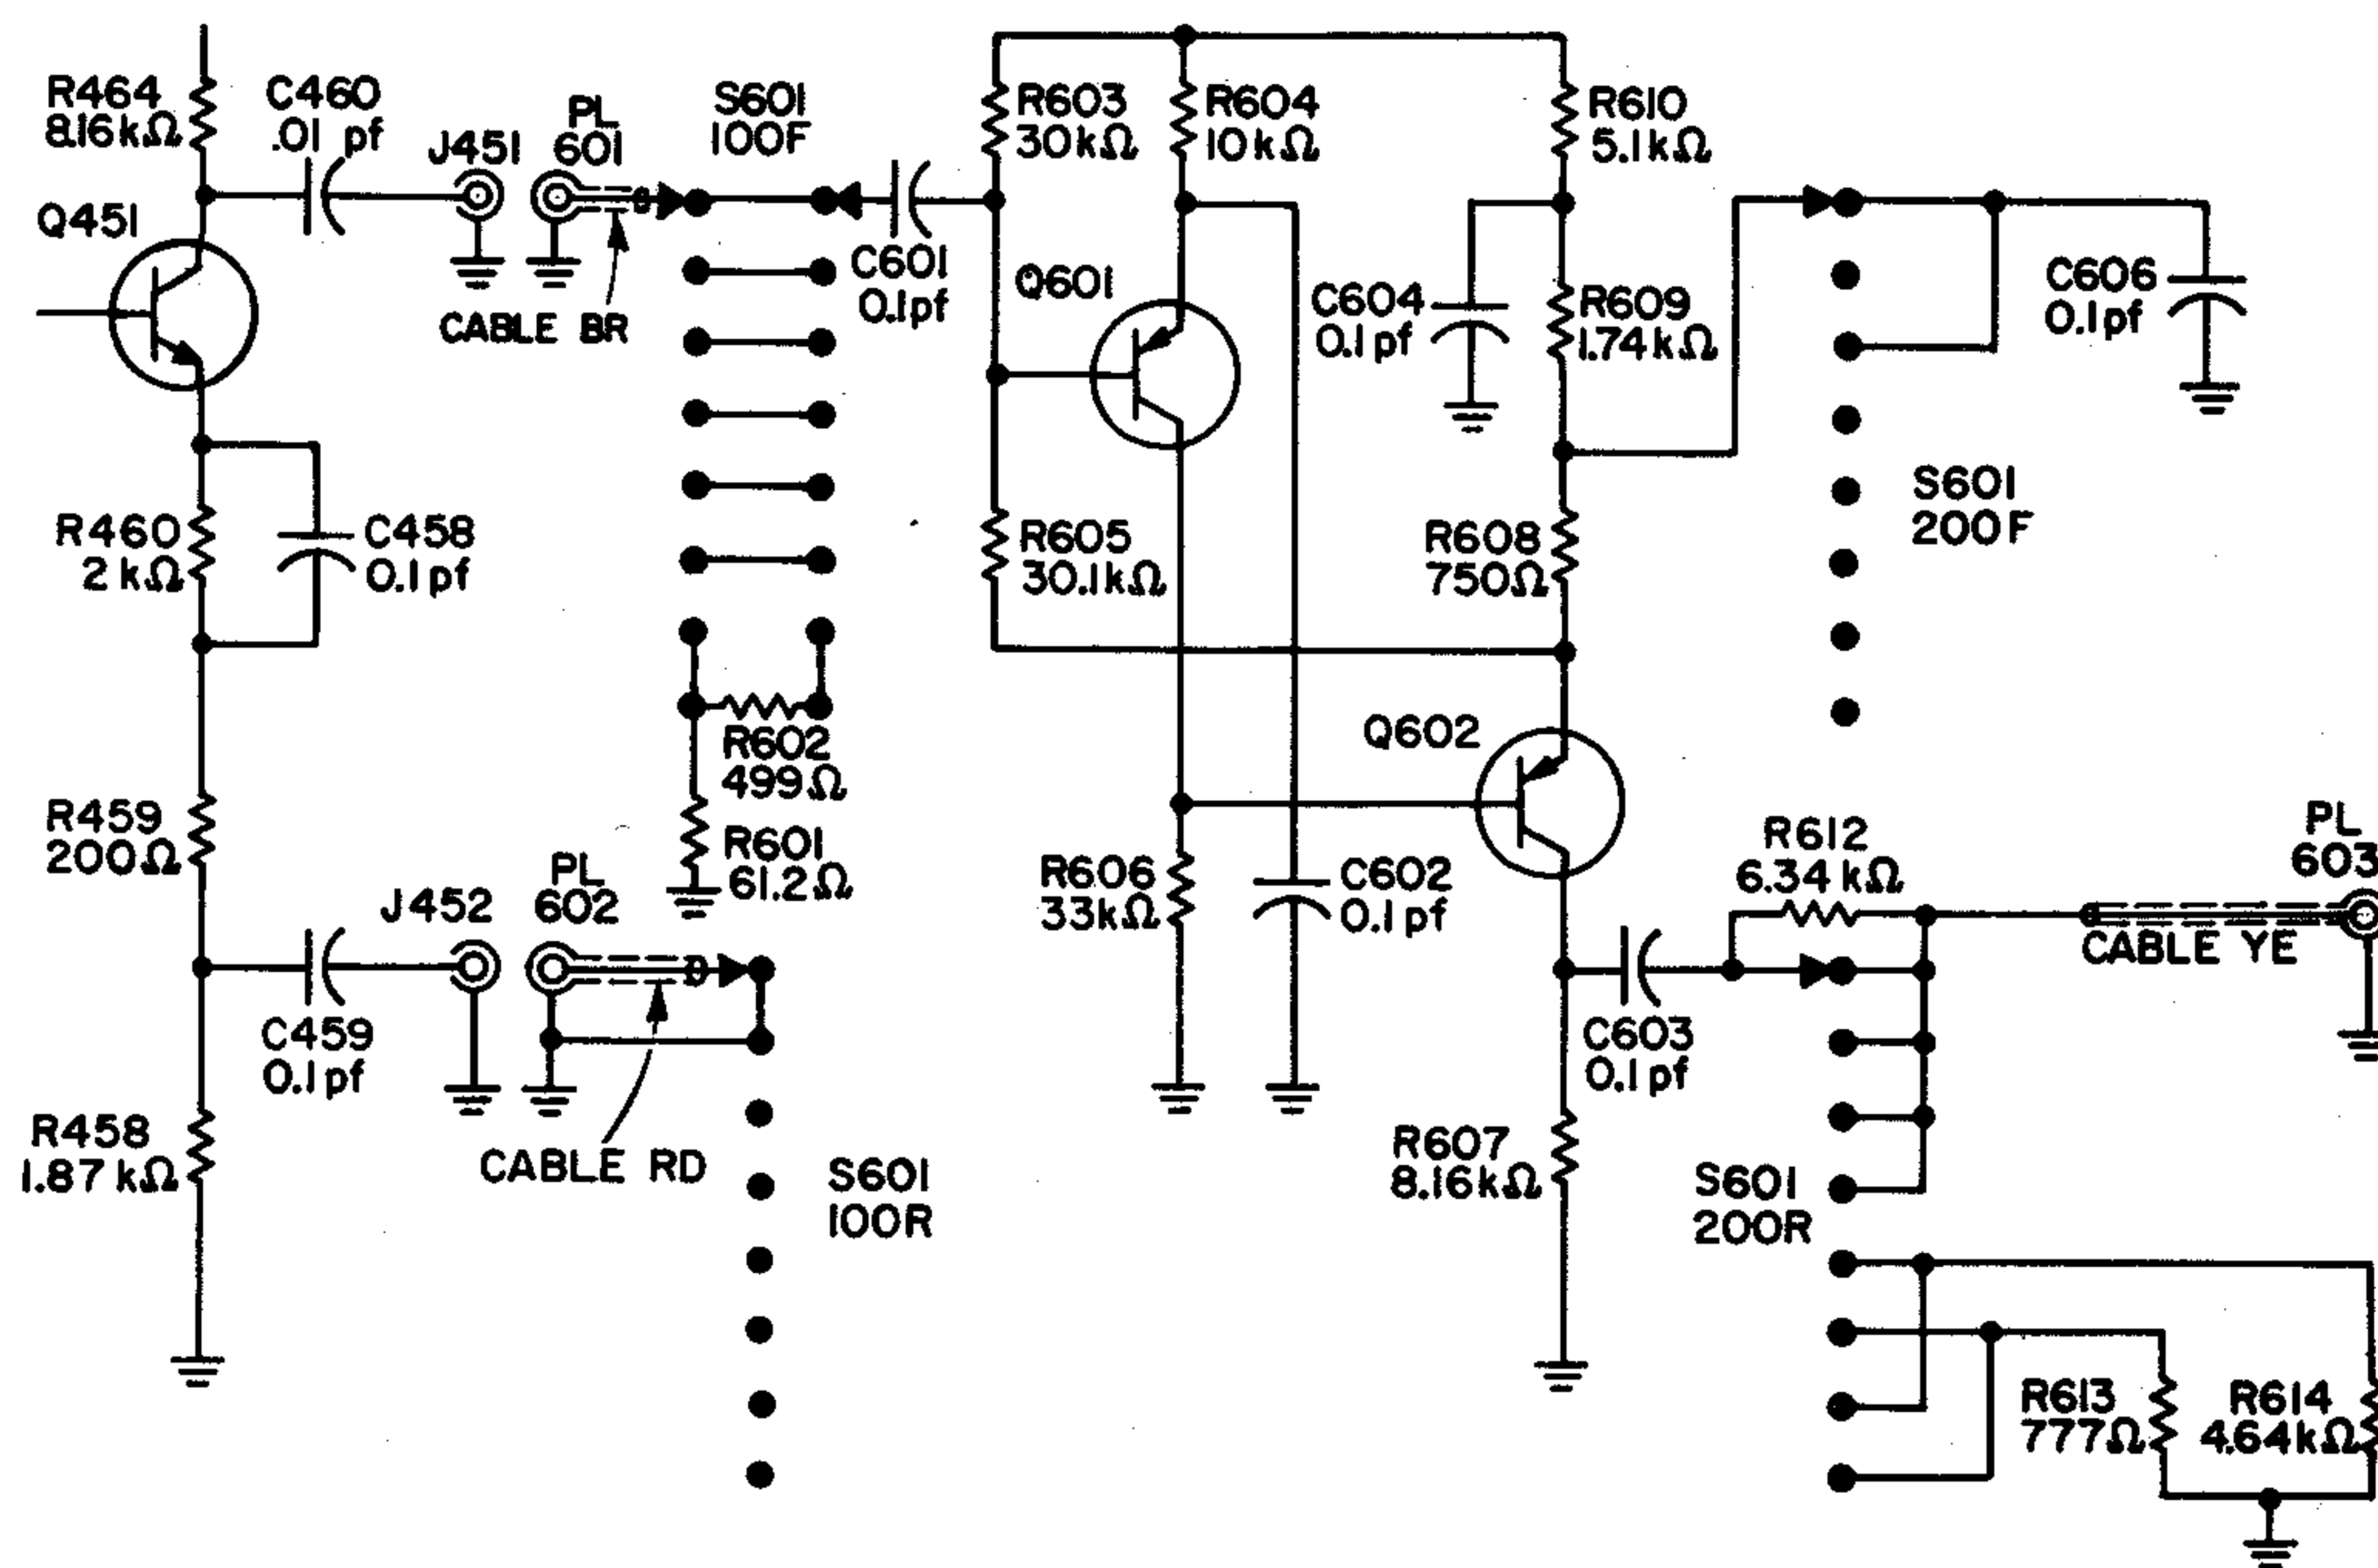 R464
8.16kΩ
C460
.01 pf
J451
PL
601
S601
100F
R603
30kΩ
R604
10kΩ
R610
5.1kΩ
Q451
CABLE BR
C601
0.1pf
Q601
C604
0.1pf
R609
1.74kΩ
C606
0.1pf
R460
2kΩ
C458
0.1pf
R605
30.1kΩ
R608
750Ω
S601
200F
R602
499Ω
Q602
R459
200Ω
R601
61.2Ω
J452
PL
602
R606
33kΩ
C602
0.1pf
R612
6.34kΩ
PL
603
CABLE YE
C459
0.1pf
C603
0.1pf
R458
1.87kΩ
CABLE RD
S601
100R
R607
8.16kΩ
S601
200R
R613
777Ω
R614
4.64kΩ